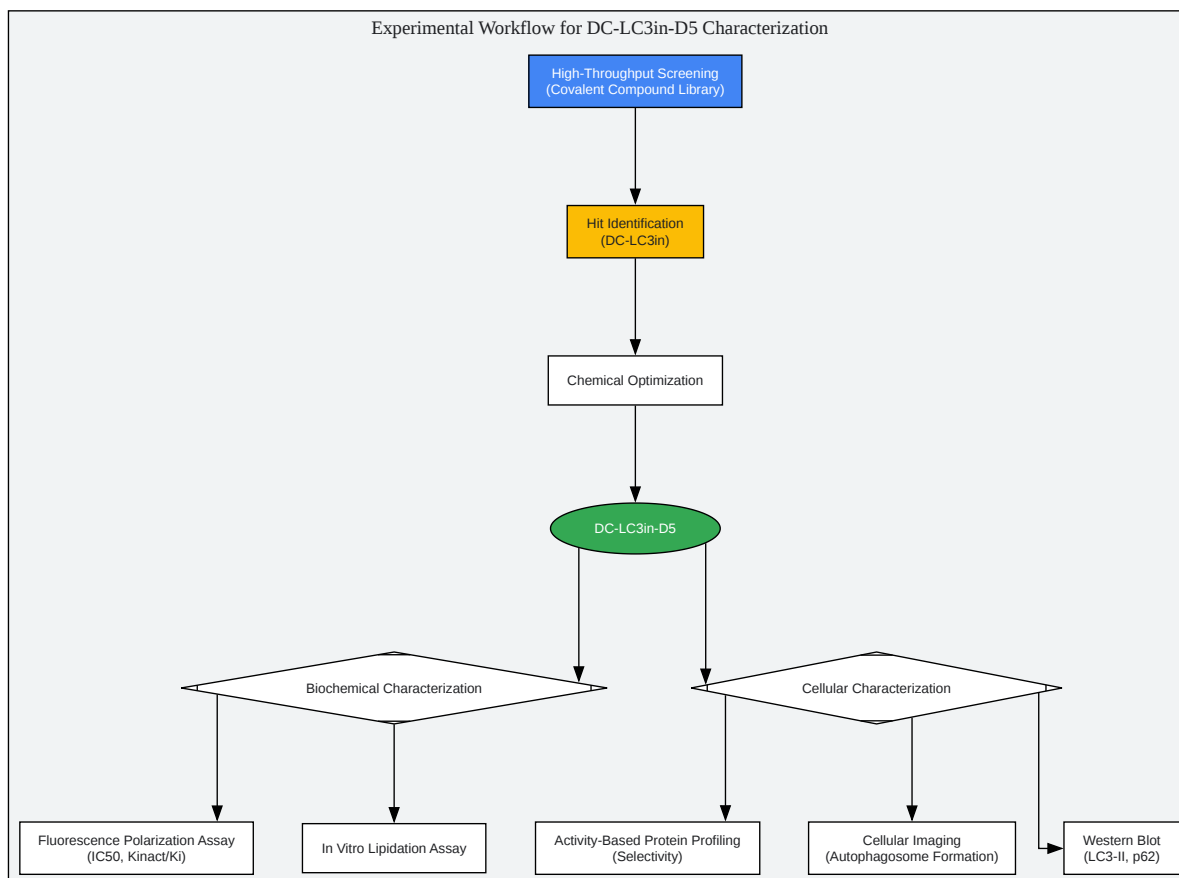 Experimental Workflow for DC-LC3in-D5 Characterization
High-Throughput Screening
(Covalent Compound Library)
Hit Identification
(DC-LC3in)
Chemical Optimization
DC-LC3in-D5
Biochemical Characterization
Cellular Characterization
Fluorescence Polarization Assay
(IC50, Kinact/Ki)
In Vitro Lipidation Assay
Activity-Based Protein Profiling
(Selectivity)
Cellular Imaging
(Autophagosome Formation)
Western Blot
(LC3-II, p62)